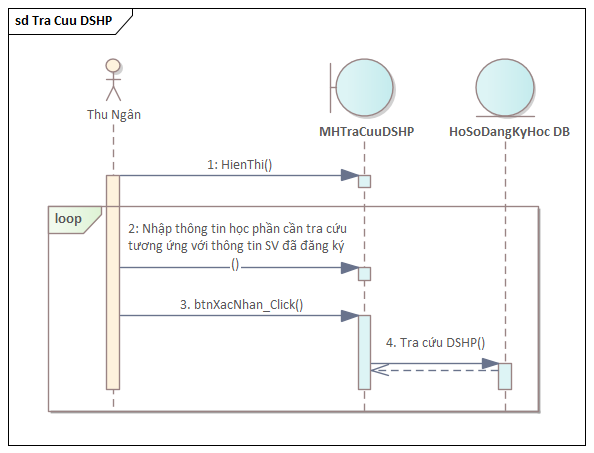 sd Tra Cuu DSHP
Thu Ngân
MHTraCuuDSHP
HoSoDangKyHoc DB
1: HienThi()
loop
2: Nhập thông tin học phần cần tra cứu
tương ứng với thông tin SV đã đăng ký
()
3. btnXacNhan_Click()
4. Tra cứu DSHP()